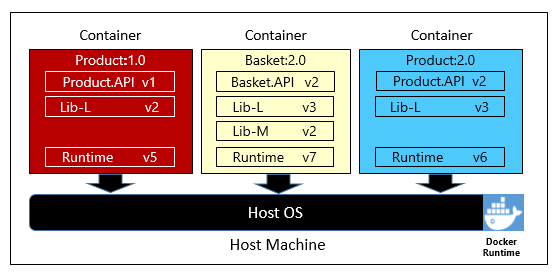 Container Container Container
Product:1.0 Basket:2.0 Product:2.0
Product.API v1 Basket.API v2 Product.API v2
Lib-L v2 Lib-L v3 Lib-L v3
Lib-M v2
Runtime v5 Runtime v7 Runtime v6
Host OS
Host Machine
Docker
Runtime